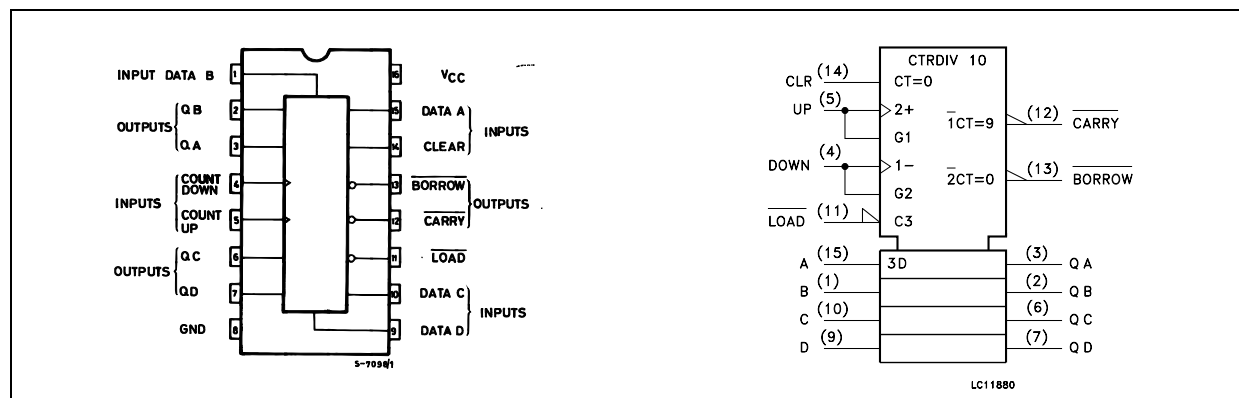 INPUT DATA B 1
OUTPUTS
QB 2
QA 3
INPUTS
COUNT DOWN 4
COUNT UP 5
OUTPUTS
QC 6
QD 7
GND 8
16 VCC
15 DATA A
14 CLEAR
INPUTS
13 BORROW
12 CARRY
OUTPUTS
11 LOAD
10 DATA C
9 DATA D
INPUTS
S-7098/1
CTRDIV 10
CLR (14) CT=0
UP (5) 2+
G1
DOWN (4) 1-
G2
LOAD (11) C3
1CT=9 (12) CARRY
2CT=0 (13) BORROW
A (15) 3D (3) QA
B (1) (2) QB
C (10) (6) QC
D (9) (7) QD
LC11880